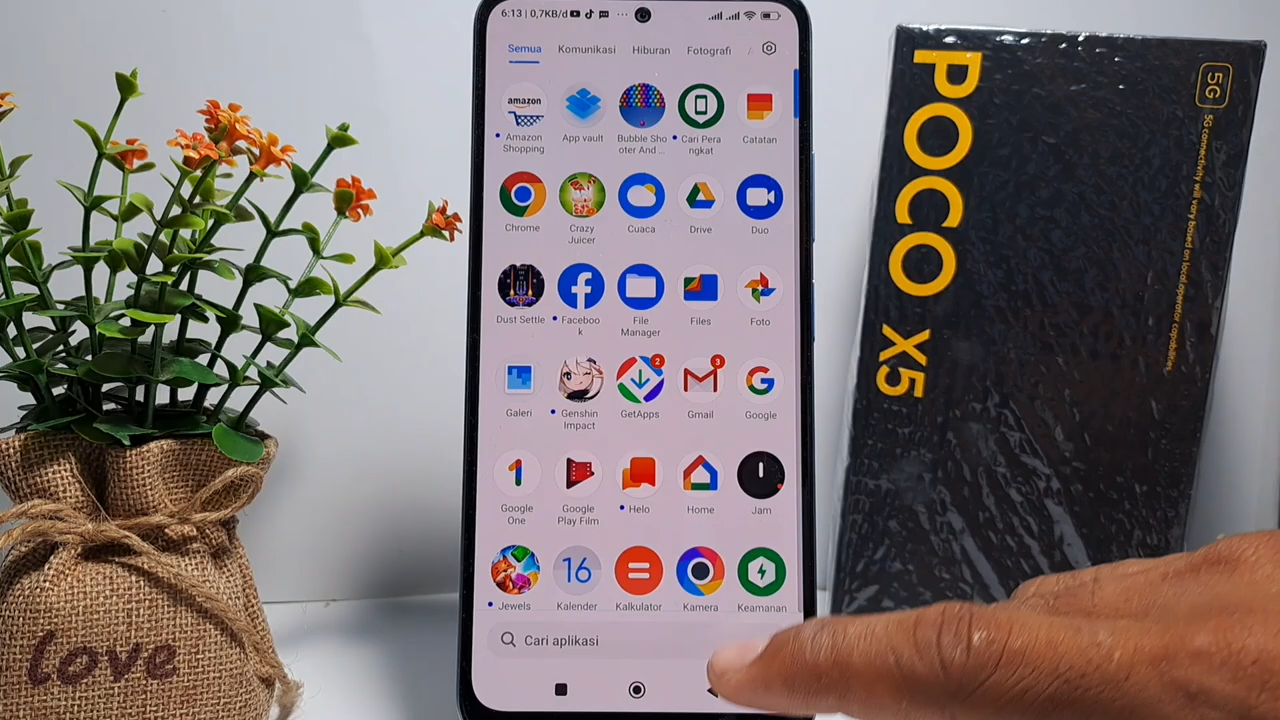 6:13 | 0,7KB/d
Semua Komunikasi Hiburan Fotografi
amazon
Amazon Shopping
App vault
Bubble Sho
oter And ...
Cari Pera
ngkat
Catatan
Chrome
Crazy
Juicer
Cuaca
Drive
Duo
Dust Settle
Faceboo
k
File
Manager
Files
Foto
Galeri
Genshin
Impact
2
GetApps
3
Gmail
Google
Google
One
Google
Play Film
Helo
Home
Jam
Jewels
16
Kalender
Kalkulator
Kamera
Keamanan
Cari aplikasi
POCO X5
5G
5G connectivity will vary based on local operator capabilities
love